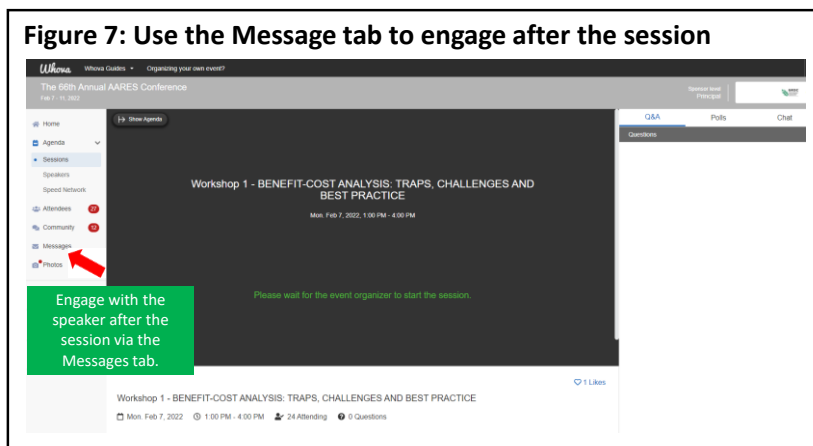 Figure 7: Use the Message tab to engage after the session
Whova Whova Guides Organizing your own event?
The 66th Annual AARES Conference
Feb 7 - 11, 2022
Sponsor level
Principal
Home
Agenda
Sessions
Speakers
Speed Network
Attendees 27
Community 12
Messages
Photos
Show Agenda
Workshop 1 - BENEFIT-COST ANALYSIS: TRAPS, CHALLENGES AND
BEST PRACTICE
Mon. Feb 7, 2022, 1:00 PM - 4:00 PM
Please wait for the event organizer to start the session.
Q&A Polls Chat
Questions
Engage with the
speaker after the
session via the
Messages tab.
1 Likes
Workshop 1 - BENEFIT-COST ANALYSIS: TRAPS, CHALLENGES AND BEST PRACTICE
Mon. Feb 7, 2022 1:00 PM - 4:00 PM 24 Attending 0 Questions